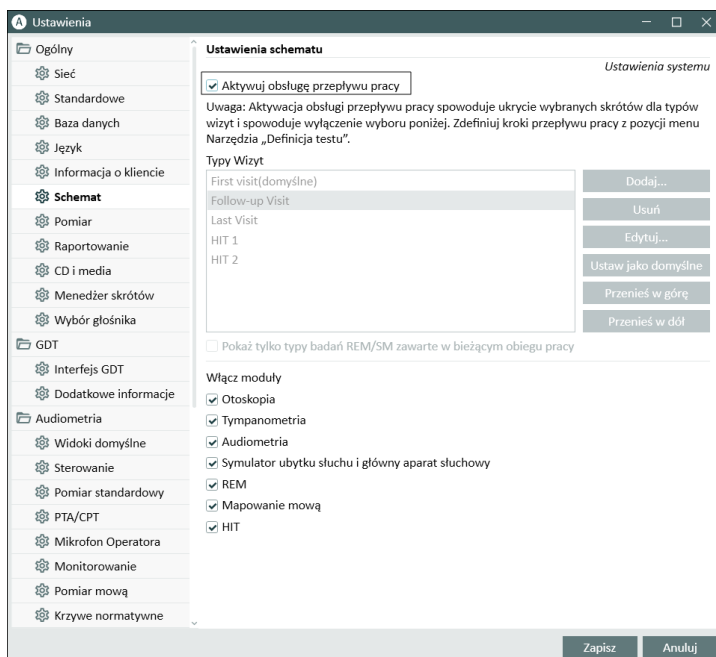 A Ustawienia
Ogólny
Sieć
Standardowe
Baza danych
Język
Informacja o kliencie
Schemat
Pomiar
Raportowanie
CD i media
Menedżer skrótów
Wybór głośnika
GDT
Interfejs GDT
Dodatkowe informacje
Audiometria
Widoki domyślne
Sterowanie
Pomiar standardowy
PTA/CPT
Mikrofon Operatora
Monitorowanie
Pomiar mową
Krzywe normatywne
Ustawienia schematu
Ustawienia systemu
Aktywuj obsługę przepływu pracy
Uwaga: Aktywacja obsługi przepływu pracy spowoduje ukrycie wybranych skrótów dla typów
wizyt i spowoduje wyłączenie wyboru poniżej. Zdefiniuj kroki przepływu pracy z pozycji menu
Narzędzia „Definicja testu”.
Typy Wizyt
First visit(domyślne)
Follow-up Visit
Last Visit
HIT 1
HIT 2
Dodaj...
Usuń
Edytuj...
Ustaw jako domyślne
Przenieś w górę
Przenieś w dół
Pokaż tylko typy badań REM/SM zawarte w bieżącym obiegu pracy
Włącz moduły
Otoskopia
Tympanometria
Audiometria
Symulator ubytku słuchu i główny aparat słuchowy
REM
Mapowanie mową
HIT
Zapisz
Anuluj